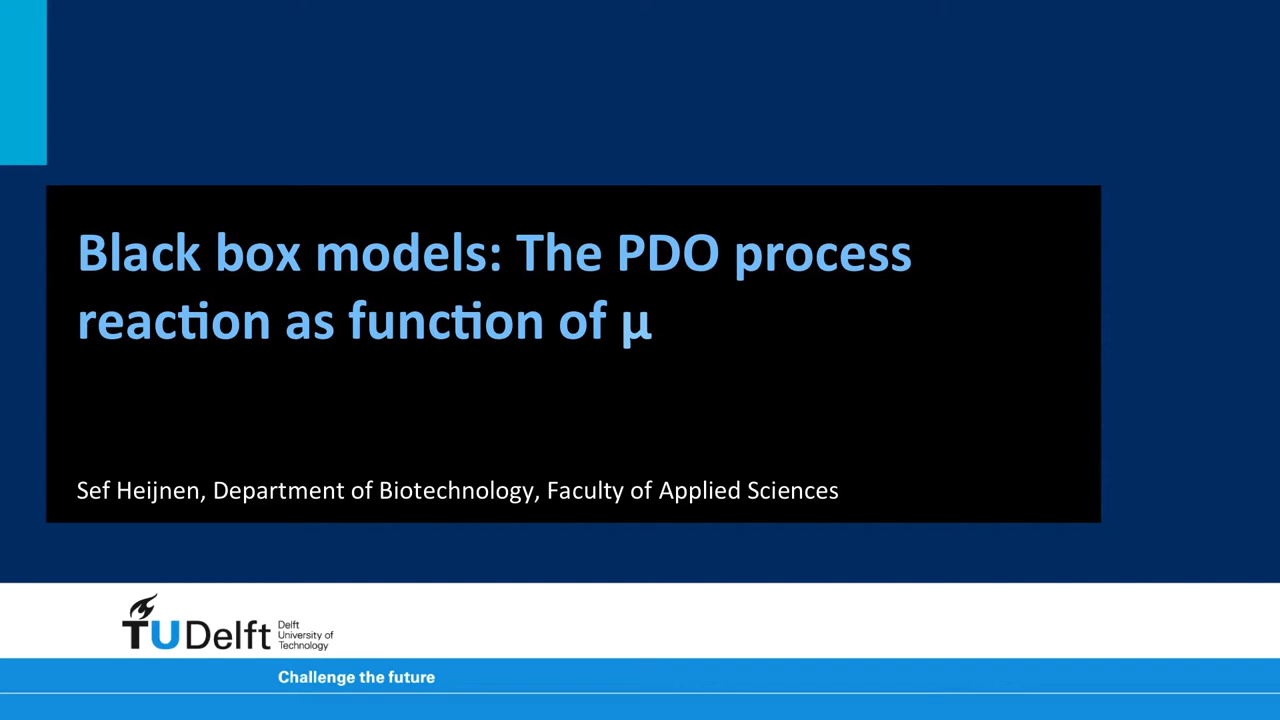 Black box models: The PDO process
reaction as function of µ
Sef Heijnen, Department of Biotechnology, Faculty of Applied Sciences
TUDelft
Delft
University of
Technology
Challenge the future